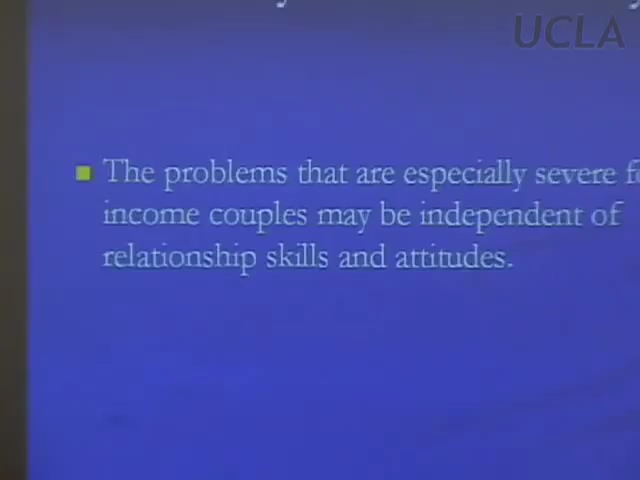 UCLA
The problems that are especially severe
income couples may be independent of
relationship skills and attitudes.